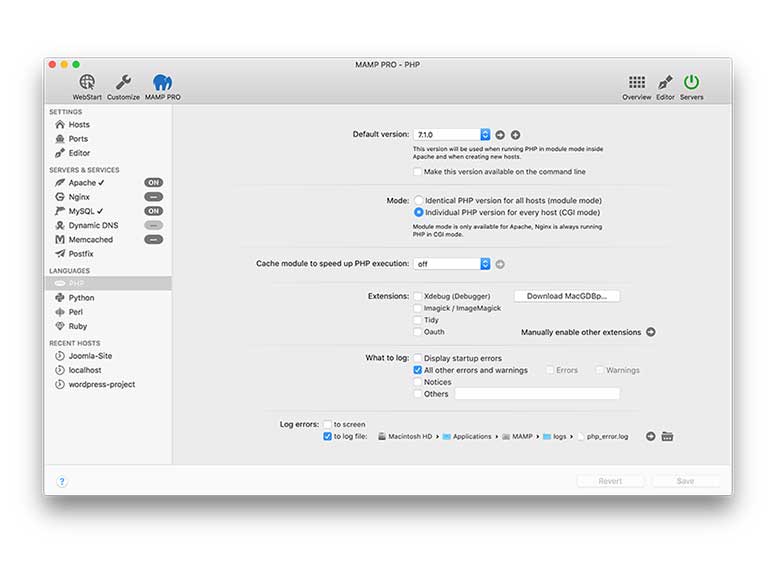 MAMP PRO - PHP
WebStart Customize MAMP PRO
Overview Editor Servers
SETTINGS
Hosts
Ports
Editor
SERVERS & SERVICES
Apache ✓ ON
Nginx —
MySQL ✓ ON
Dynamic DNS —
Memcached —
Postfix
LANGUAGES
PHP
Python
Perl
Ruby
RECENT HOSTS
Joomla-Site
localhost
wordpress-project
Default version: 7.1.0
This version will be used when running PHP in module mode inside
Apache and when creating new hosts.
Make this version available on the command line
Mode: Identical PHP version for all hosts (module mode)
Individual PHP version for every host (CGI mode)
Module mode is only available for Apache, Nginx is always running
PHP in CGI mode.
Cache module to speed up PHP execution: off
Extensions: Xdebug (Debugger) Download MacGDBp...
Imagick / ImageMagick
Tidy
Oauth Manually enable other extensions
What to log: Display startup errors
All other errors and warnings Errors Warnings
Notices
Others
Log errors: to screen
to log file: Macintosh HD › Applications › MAMP › logs › php_error.log
? Revert Save